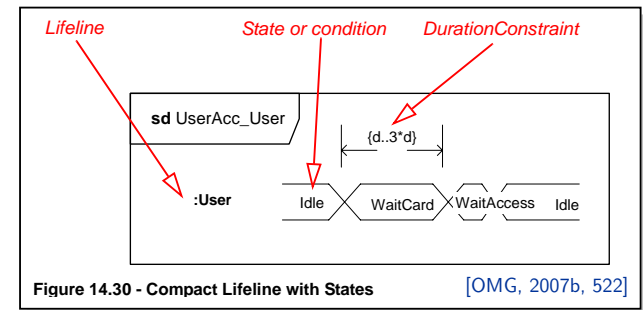 Lifeline State or condition DurationConstraint
sd UserAcc_User
{d..3*d}
:User Idle WaitCard WaitAccess Idle
Figure 14.30 - Compact Lifeline with States [OMG, 2007b, 522]